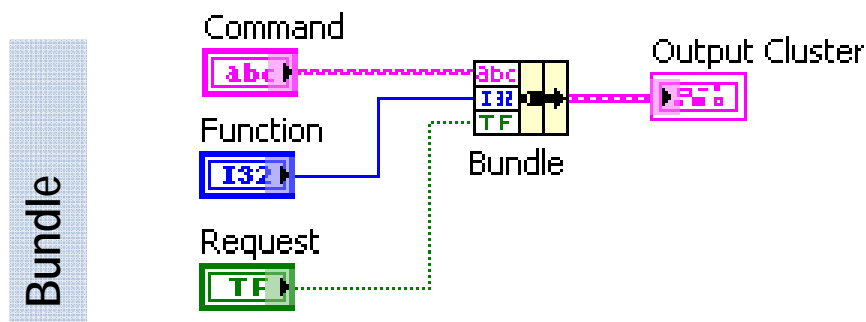 Bundle
Command
abc
Function
I32
Request
TF
abc
I32
TF
Bundle
Output Cluster